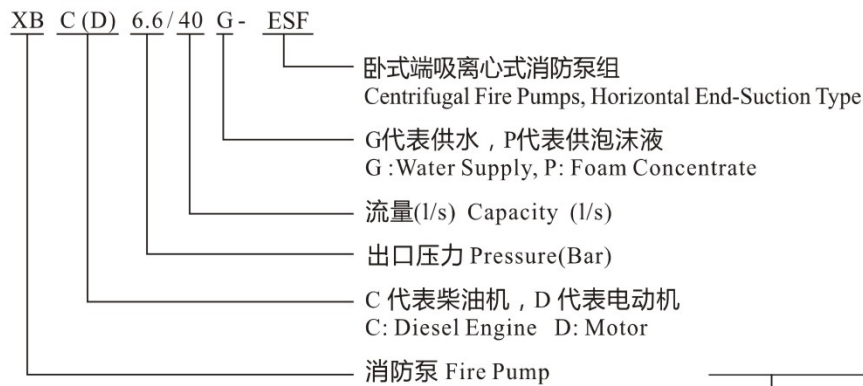 XB C (D) 6.6/40 G- ESF
卧式端吸离心式消防泵组
Centrifugal Fire Pumps, Horizontal End-Suction Type
G代表供水，P代表供泡沫液
G :Water Supply, P: Foam Concentrate
流量(l/s) Capacity (l/s)
出口压力 Pressure(Bar)
C 代表柴油机，D 代表电动机
C: Diesel Engine D: Motor
消防泵 Fire Pump